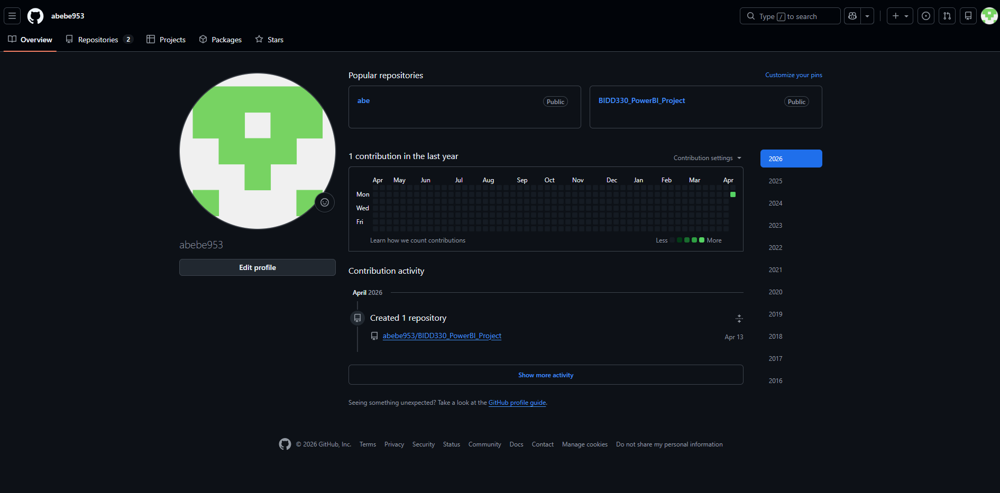 abebe953
Type / to search
Overview
Repositories 2
Projects
Packages
Stars
abebe953
Edit profile
Popular repositories
Customize your pins
abe
Public
BIDD330_PowerBI_Project
Public
1 contribution in the last year
Contribution settings
Apr May Jun Jul Aug Sep Oct Nov Dec Jan Feb Mar Apr
Mon
Wed
Fri
Learn how we count contributions
Less
More
2026
2025
2024
2023
2022
2021
2020
2019
2018
2017
2016
Contribution activity
April 2026
Created 1 repository
abebe953/BIDD330_PowerBI_Project
Apr 13
Show more activity
Seeing something unexpected? Take a look at the GitHub profile guide.
© 2026 GitHub, Inc. Terms Privacy Security Status Community Docs Contact Manage cookies Do not share my personal information